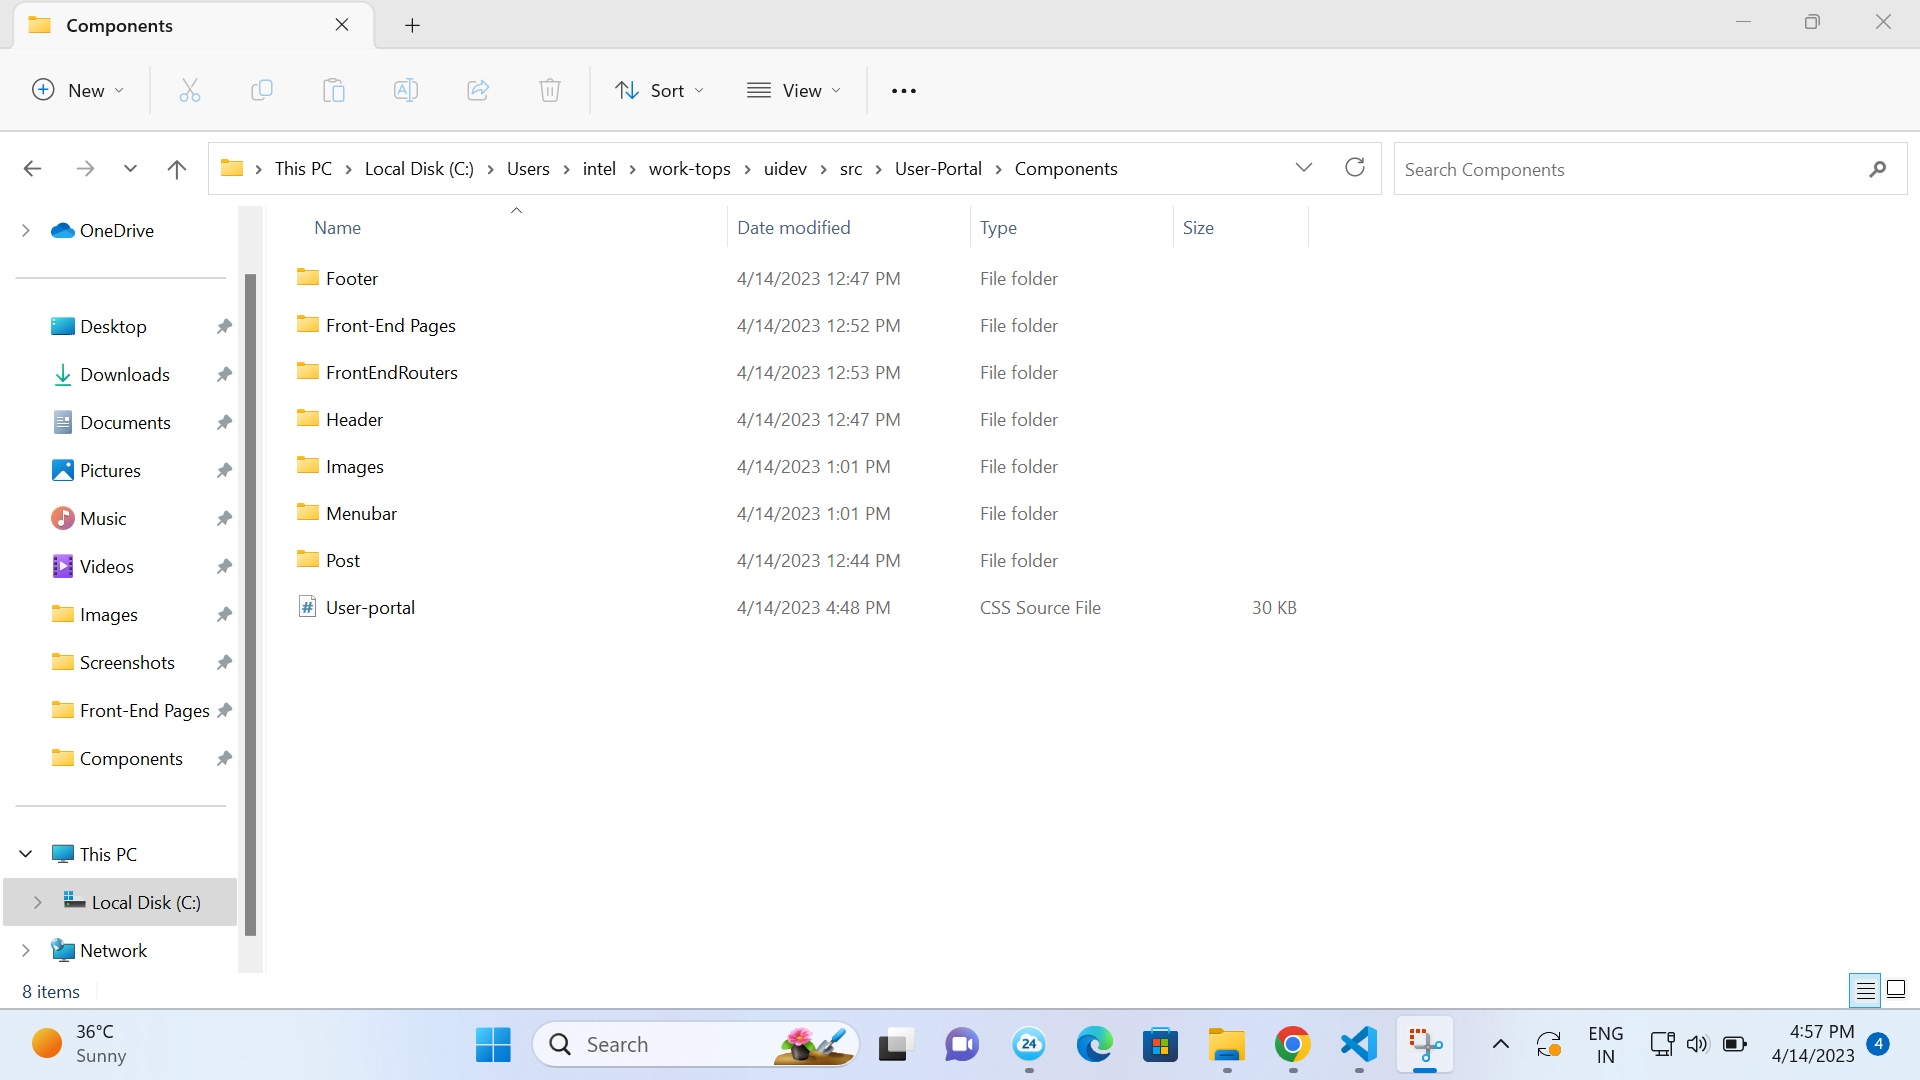 Components
New
Sort
View
This PC
Local Disk (C:)
Users
intel
work-tops
uidev
src
User-Portal
Components
Search Components
Name
Date modified
Type
Size
OneDrive
Desktop
Downloads
Documents
Pictures
Music
Videos
Images
Screenshots
Front-End Pages
Components
This PC
Local Disk (C:)
Network
Footer 4/14/2023 12:47 PM File folder
Front-End Pages 4/14/2023 12:52 PM File folder
FrontEndRouters 4/14/2023 12:53 PM File folder
Header 4/14/2023 12:47 PM File folder
Images 4/14/2023 1:01 PM File folder
Menubar 4/14/2023 1:01 PM File folder
Post 4/14/2023 12:44 PM File folder
User-portal 4/14/2023 4:48 PM CSS Source File 30 KB
8 items
36°C
Sunny
Search
24
ENG
IN
4:57 PM
4/14/2023
4